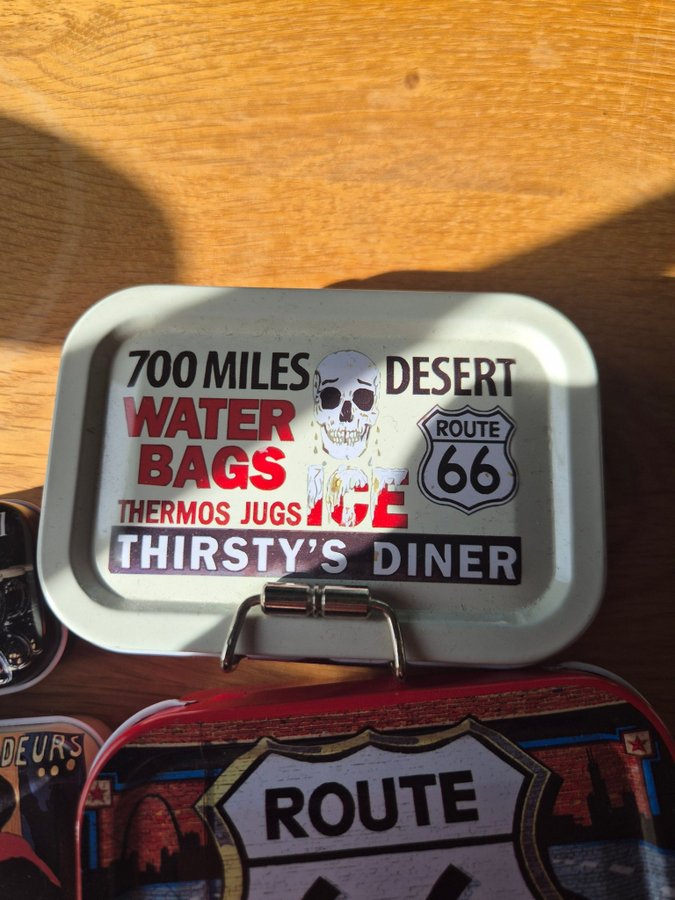 700 MILES DESERT
WATER
BAGS
ROUTE
66
THERMOS JUGS ICE
THIRSTY'S DINER
DEURS
ROUTE